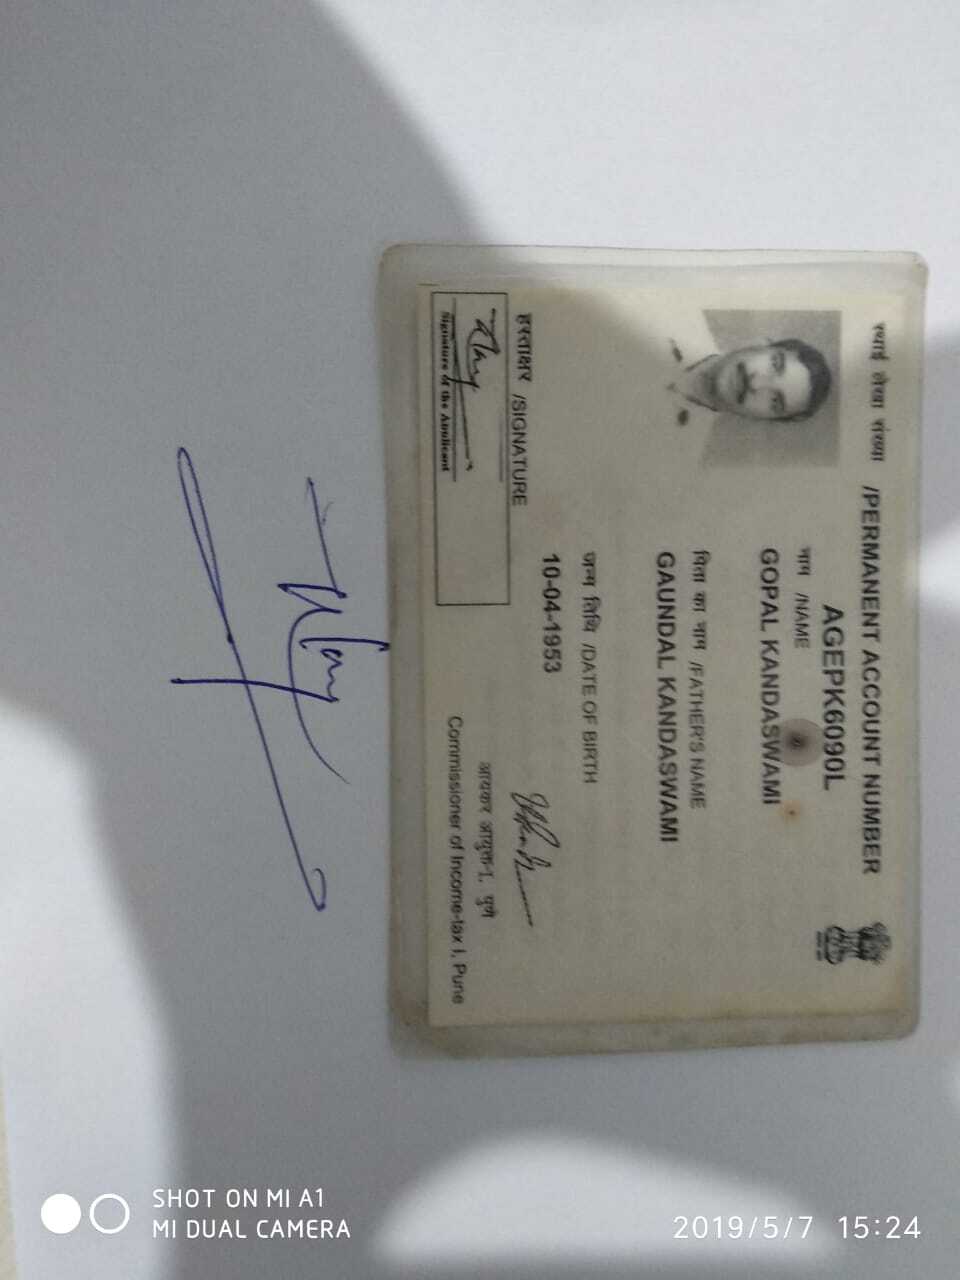 स्थाई लेखा संख्या /PERMANENT ACCOUNT NUMBER
AGEPK6090L
नाम /NAME
GOPAL KANDASWAMI
पिता का नाम /FATHER'S NAME
GAUNDAL KANDASWAMI
जन्म तिथि /DATE OF BIRTH
10-04-1953
हस्ताक्षर /SIGNATURE
Signature of the Applicant
आयकर आयुक्त-I, पुणे
Commissioner of Income-tax I, Pune
SHOT ON MI A1
MI DUAL CAMERA
2019/5/7 15:24